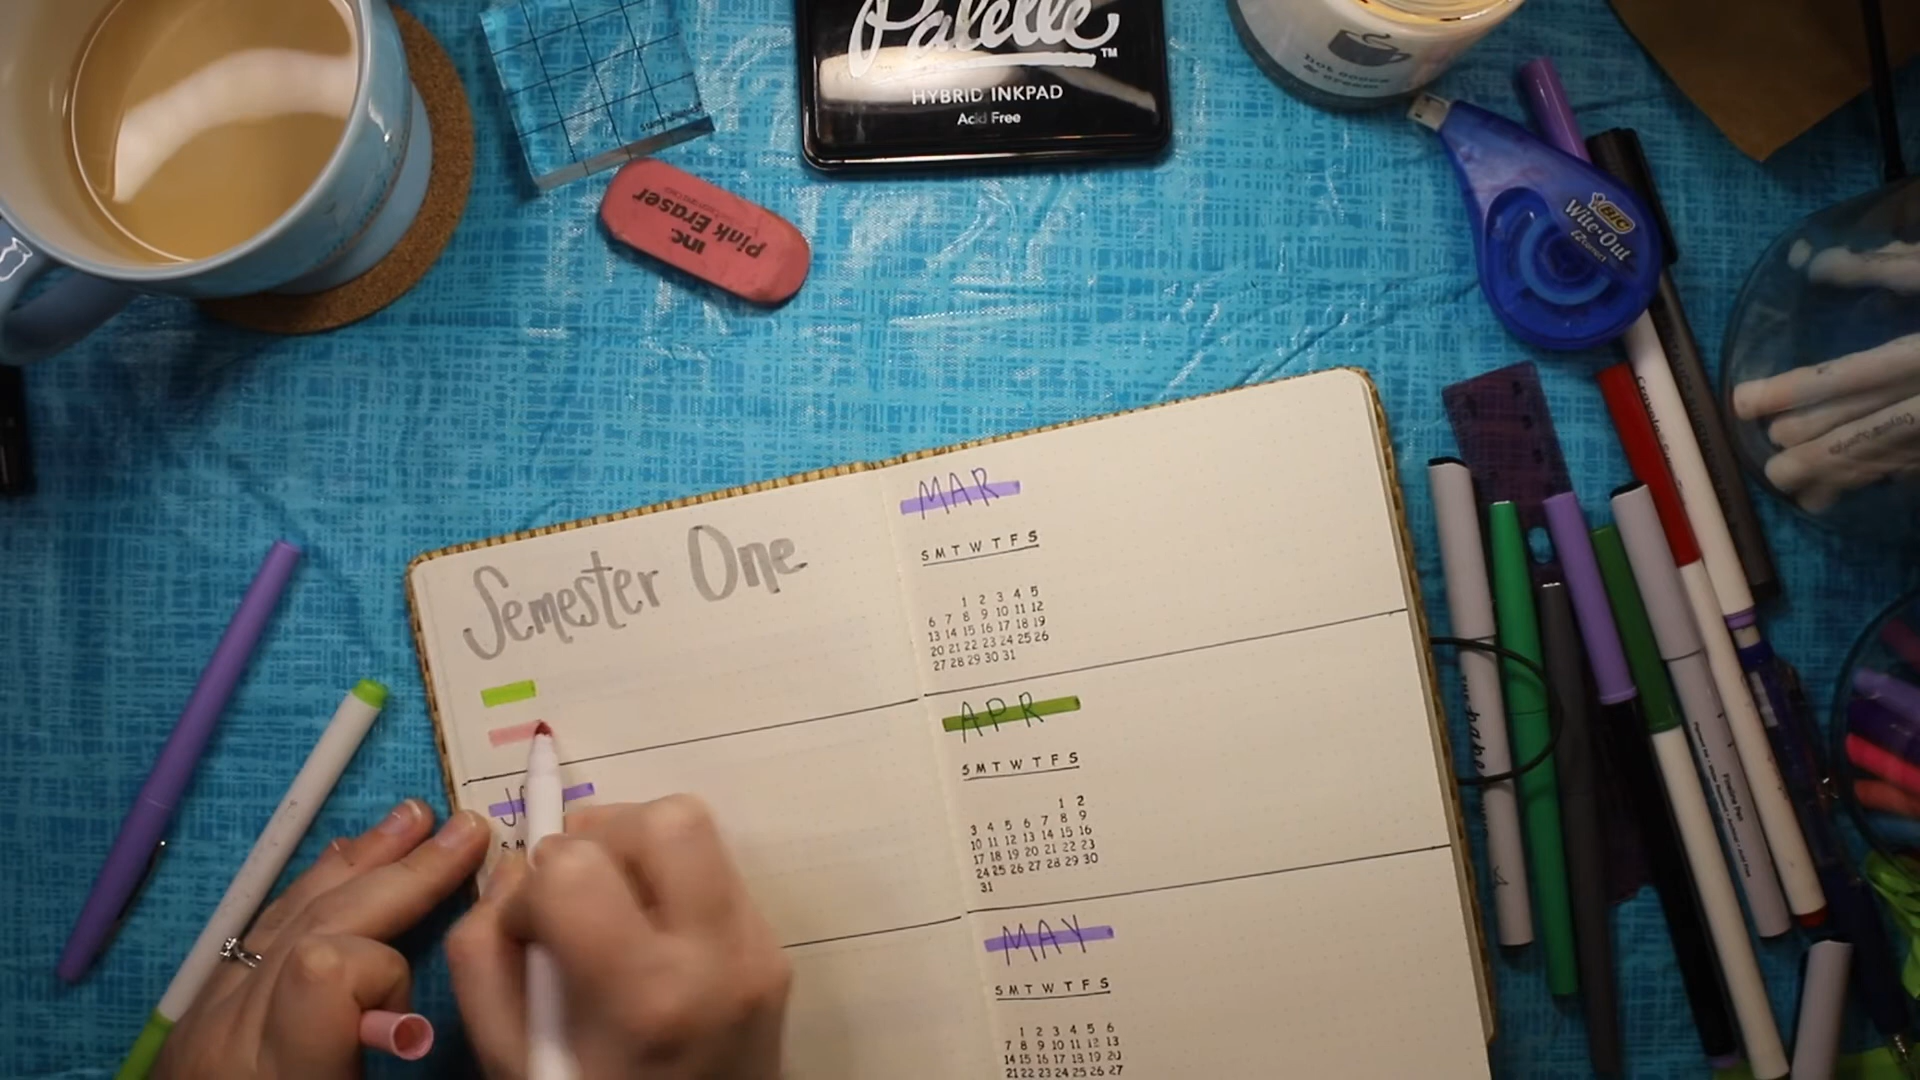 Palette™
HYBRID INKPAD
Acid Free
inc
Pink Eraser
BIC
Wite-Out
EZcorrect
Semester One
MAR
S M T W T F S
1 2 3 4 5
6 7 8 9 10 11 12
13 14 15 16 17 18 19
20 21 22 23 24 25 26
27 28 29 30 31
APR
S M T W T F S
1 2
3 4 5 6 7 8 9
10 11 12 13 14 15 16
17 18 19 20 21 22 23
24 25 26 27 28 29 30
31
MAY
S M T W T F S
1 2 3 4 5 6
7 8 9 10 11 12 13
14 15 16 17 18 19 20
21 22 23 24 25 26 27